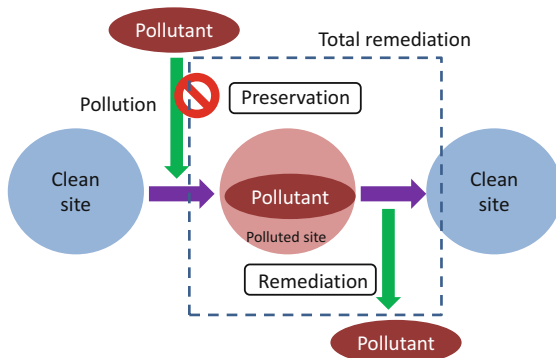 Pollutant
Total remediation
Pollution
Preservation
Clean
site
Pollutant
Polluted site
Clean
site
Remediation
Pollutant